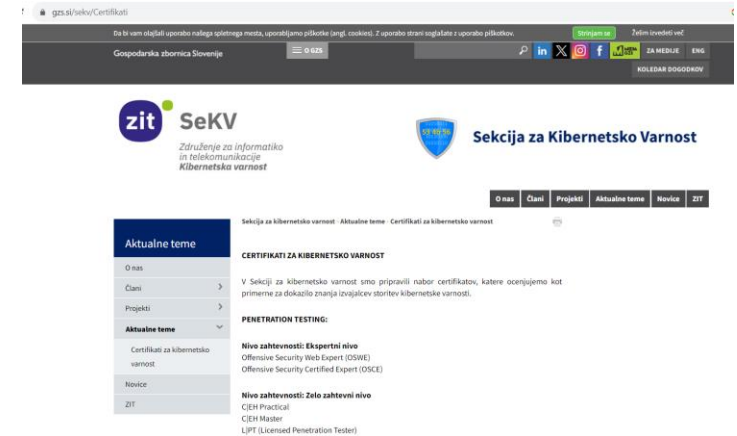 gzs.si/sekv/Certifikati
Da bi vam olajšali uporabo našega spletnega mesta, uporabljamo piškotke (angl. cookies). Z uporabo strani soglašate z uporabo piškotkov.
Strinjam se
Želim izvedeti več
Gospodarska zbornica Slovenije
O GZS
ZA MEDIJE
ENG
KOLEDAR DOGODKOV
zit
SeKV
Združenje za informatiko
in telekomunikacije
Kibernetska varnost
Sekcija za Kibernetsko Varnost
O nas
Člani
Projekti
Aktualne teme
Novice
ZIT
Sekcija za kibernetsko varnost · Aktualne teme · Certifikati za kibernetsko varnost
Aktualne teme
O nas
Člani
Projekti
Aktualne teme
Certifikati za kibernetsko
varnost
Novice
ZIT
CERTIFIKATI ZA KIBERNETSKO VARNOST
V Sekciji za kibernetsko varnost smo pripravili nabor certifikatov, katere ocenjujemo kot
primerne za dokazilo znanja izvajalcev storitev kibernetske varnosti.
PENETRATION TESTING:
Nivo zahtevnosti: Ekspertni nivo
Offensive Security Web Expert (OSWE)
Offensive Security Certified Expert (OSCE)
Nivo zahtevnosti: Zelo zahtevni nivo
C|EH Practical
C|EH Master
L|PT (Licensed Penetration Tester)